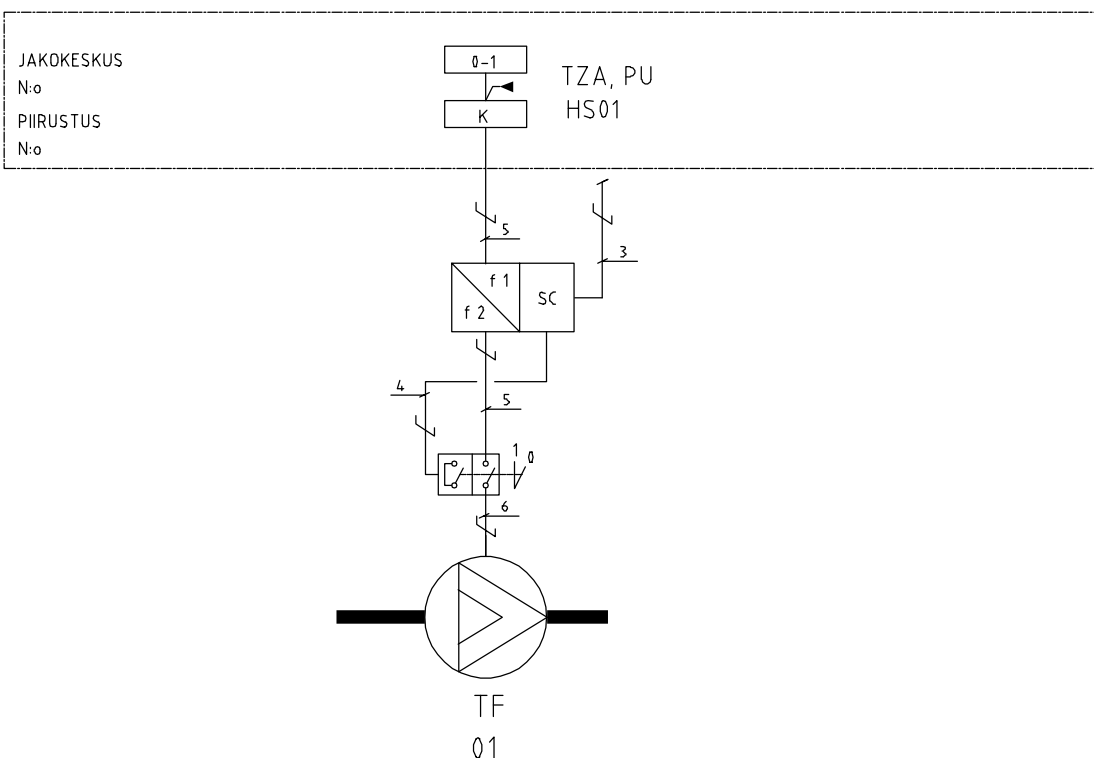 JAKOKESKUS
N:o
PIIRUSTUS
N:o
0-1
K
TZA, PU
HS01
5
3
f 1
f 2
SC
4
5
1 0
6
TF
01